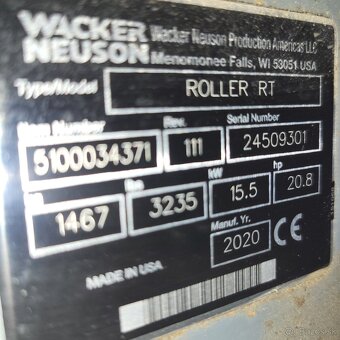 WACKER
NEUSON
Wacker Neuson Production Americas LLC
Menomonee Falls, WI 53051 USA
Type/Model ROLLER RT
Item Number Rev. Serial Number
5100034371 111 24509301
kg lbs kW hp
1467 3235 15.5 20.8
Manuf. Yr.
2020 CE
MADE IN USA